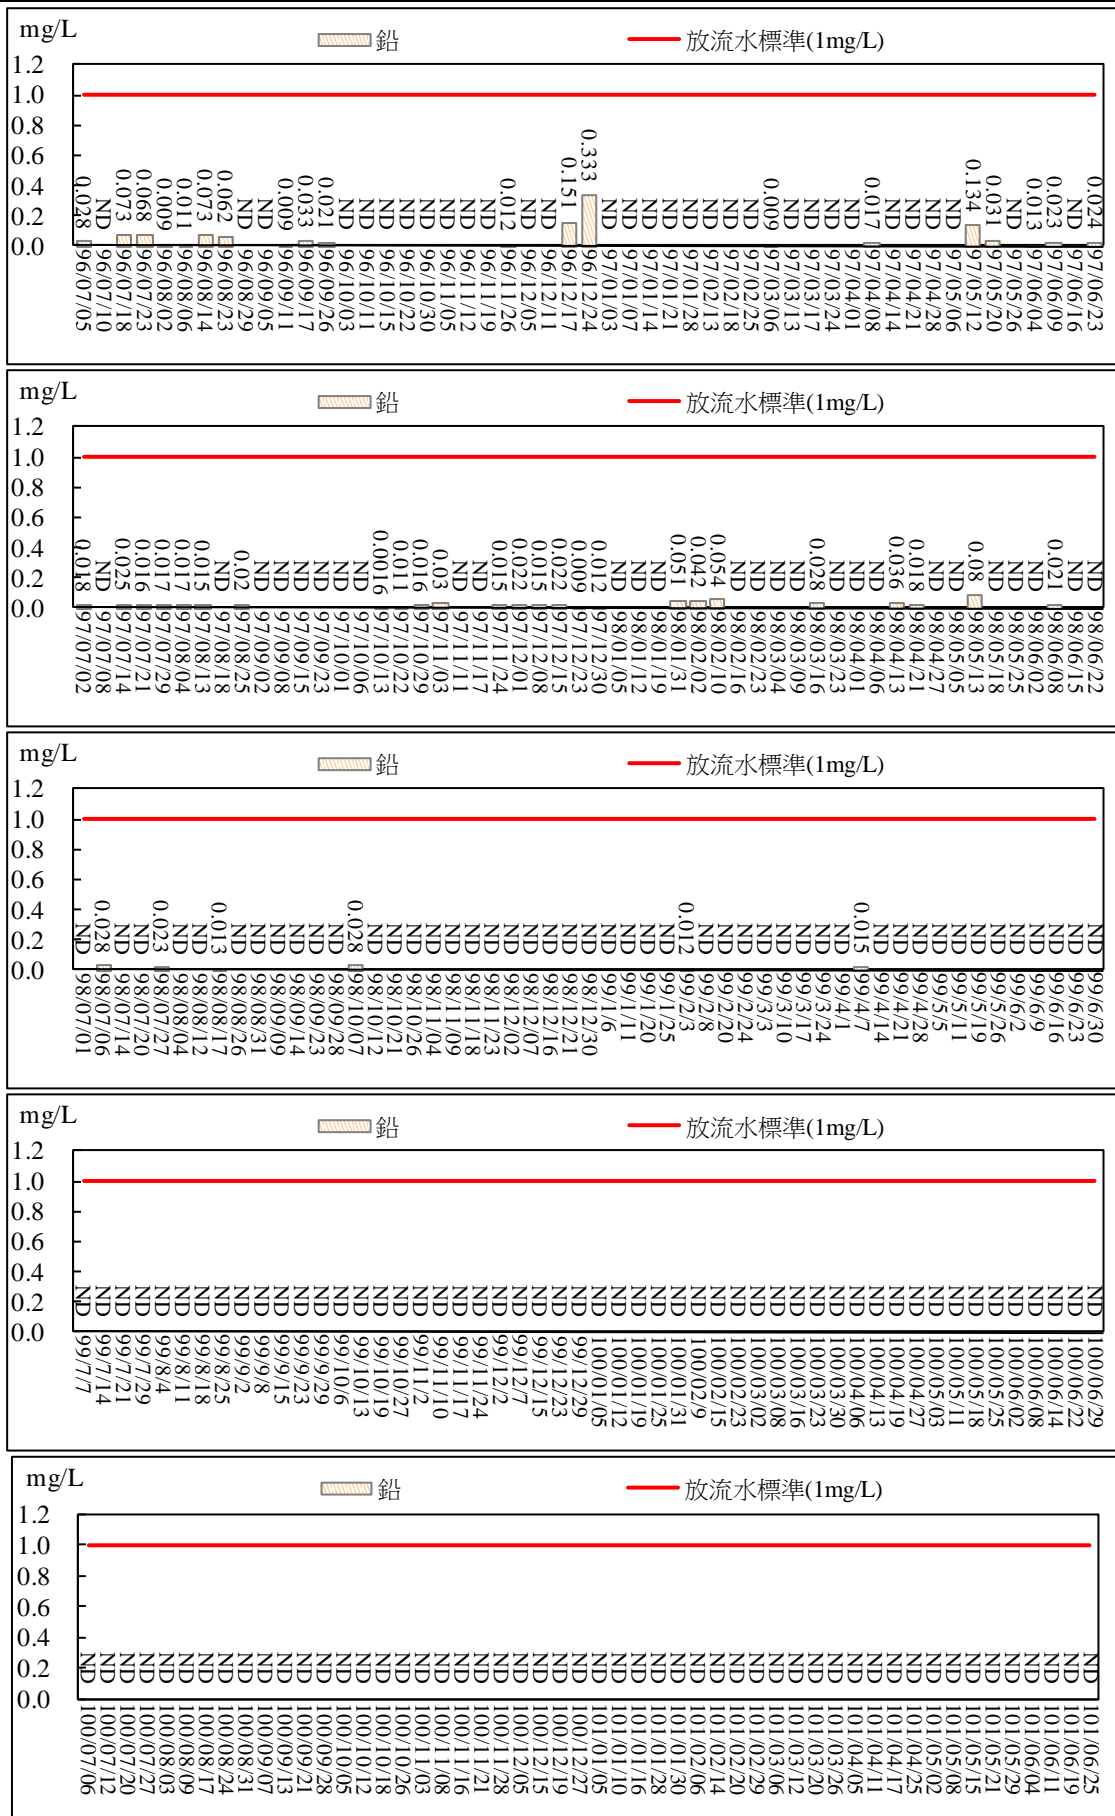 mg/L
鉛
放流水標準(1mg/L)
1.2
1.0
0.8
0.6
0.4
0.2
0.0
0.028 ND 0.073 0.068 0.009 0.011 0.073 0.062 ND ND 0.009 0.033 0.021 ND ND ND ND ND ND ND ND 0.012 ND ND 0.151 0.333 ND ND ND ND ND ND ND ND 0.009 ND ND ND ND 0.017 ND ND ND ND 0.134 0.031 ND 0.013 0.023 ND 0.024
96/07/05 96/07/10 96/07/18 96/07/23 96/08/02 96/08/06 96/08/14 96/08/23 96/08/29 96/09/05 96/09/11 96/09/17 96/09/26 96/10/03 96/10/11 96/10/15 96/10/22 96/10/30 96/11/05 96/11/12 96/11/19 96/11/26 96/12/5 96/12/11 96/12/17 96/12/24 97/01/03 97/01/07 97/01/14 97/01/21 97/01/28 97/02/13 97/02/18 97/02/25 97/03/06 97/03/13 97/03/17 97/03/24 97/04/01 97/04/08 97/04/14 97/04/21 97/04/28 97/05/06 97/05/12 97/05/20 97/05/26 97/06/04 97/06/09 97/06/16 97/06/23
mg/L
鉛
放流水標準(1mg/L)
1.2
1.0
0.8
0.6
0.4
0.2
0.0
0.018 ND 0.025 0.016 0.017 0.017 0.015 ND 0.02 ND ND ND ND ND ND 0.0016 0.011 0.016 0.03 ND ND 0.015 0.022 0.015 0.022 0.009 0.012 ND ND ND 0.051 0.042 0.054 ND ND ND ND 0.028 ND ND ND 0.036 0.018 ND ND 0.08 ND ND ND 0.021 ND ND
97/07/02 97/07/08 97/07/14 97/07/21 97/07/29 97/08/04 97/08/13 97/08/18 97/08/25 97/09/02 97/09/08 97/09/15 97/09/23 97/10/01 97/10/06 97/10/13 97/10/22 97/10/29 97/11/03 97/11/11 97/11/17 97/11/24 97/12/01 97/12/08 97/12/15 97/12/23 97/12/30 98/01/05 98/01/12 98/01/19 98/01/31 98/02/02 98/02/10 98/02/16 98/02/23 98/03/04 98/03/09 98/03/16 98/03/23 98/04/01 98/04/06 98/04/13 98/04/21 98/04/27 98/05/05 98/05/13 98/05/18 98/05/25 98/06/02 98/06/08 98/06/15 98/06/22
mg/L
鉛
放流水標準(1mg/L)
1.2
1.0
0.8
0.6
0.4
0.2
0.0
ND 0.028 ND ND 0.023 ND ND 0.013 ND ND ND ND ND ND 0.028 ND ND ND ND ND ND ND ND ND ND ND ND ND ND ND ND 0.012 ND ND ND ND ND ND ND ND 0.015 ND ND ND ND ND ND ND ND ND ND ND ND
98/07/01 98/07/06 98/07/14 98/07/20 98/07/27 98/08/04 98/08/12 98/08/17 98/08/26 98/08/31 98/09/09 98/09/14 98/09/23 98/09/28 98/10/07 98/10/12 98/10/21 98/10/26 98/11/04 98/11/09 98/11/18 98/11/23 98/12/02 98/12/07 98/12/16 98/12/21 98/12/30 99/1/6 99/1/11 99/1/20 99/1/25 99/2/3 99/2/8 99/2/20 99/2/24 99/3/3 99/3/10 99/3/17 99/3/24 99/4/1 99/4/7 99/4/14 99/4/21 99/4/28 99/5/5 99/5/11 99/5/19 99/5/26 99/6/2 99/6/9 99/6/16 99/6/23 99/6/30
mg/L
鉛
放流水標準(1mg/L)
1.2
1.0
0.8
0.6
0.4
0.2
0.0
ND ND ND ND ND ND ND ND ND ND ND ND ND ND ND ND ND ND ND ND ND ND ND ND ND ND ND ND ND ND ND ND ND ND ND ND ND ND ND ND ND ND ND ND ND ND ND ND ND ND ND ND
99/7/7 99/7/14 99/7/21 99/7/29 99/8/4 99/8/11 99/8/18 99/8/25 99/9/2 99/9/8 99/9/15 99/9/23 99/9/29 99/10/6 99/10/13 99/10/19 99/10/27 99/11/2 99/11/10 99/11/17 99/11/24 99/12/2 99/12/7 99/12/15 99/12/23 99/12/29 100/01/05 100/01/12 100/01/19 100/01/25 100/01/31 100/02/9 100/02/15 100/02/23 100/03/02 100/03/08 100/03/16 100/03/23 100/03/30 100/04/06 100/04/13 100/04/19 100/04/27 100/05/03 100/05/11 100/05/18 100/05/25 100/06/02 100/06/08 100/06/14 100/06/22 100/06/29
mg/L
鉛
放流水標準(1mg/L)
1.2
1.0
0.8
0.6
0.4
0.2
0.0
ND ND ND ND ND ND ND ND ND ND ND ND ND ND ND ND ND ND ND ND ND ND ND ND ND ND ND ND ND ND ND ND ND ND ND ND ND ND ND ND ND ND ND ND ND ND ND ND ND ND ND ND
100/07/06 100/07/12 100/07/20 100/07/27 100/08/03 100/08/09 100/08/17 100/08/24 100/08/31 100/09/07 100/09/13 100/09/21 100/09/28 100/10/05 100/10/12 100/10/18 100/10/26 100/11/03 100/11/08 100/11/16 100/11/21 100/11/28 100/12/05 100/12/15 100/12/19 100/12/27 101/01/05 101/01/10 101/01/16 101/01/28 101/01/30 101/02/06 101/02/14 101/02/20 101/02/29 101/03/06 101/03/12 101/03/20 101/03/26 101/04/05 101/04/11 101/04/17 101/04/25 101/05/02 101/05/08 101/05/15 101/05/21 101/05/29 101/06/04 101/06/11 101/06/19 101/06/25